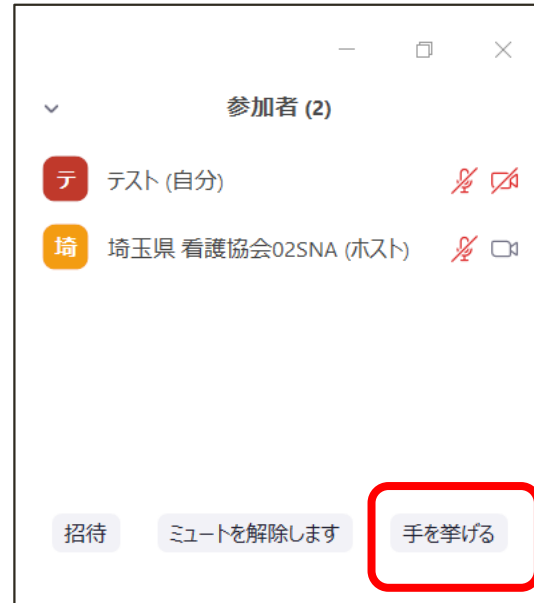 参加者 (2)
テ テスト (自分)
埼 埼玉県 看護協会02SNA (ホスト)
招待 ミュートを解除します 手を挙げる